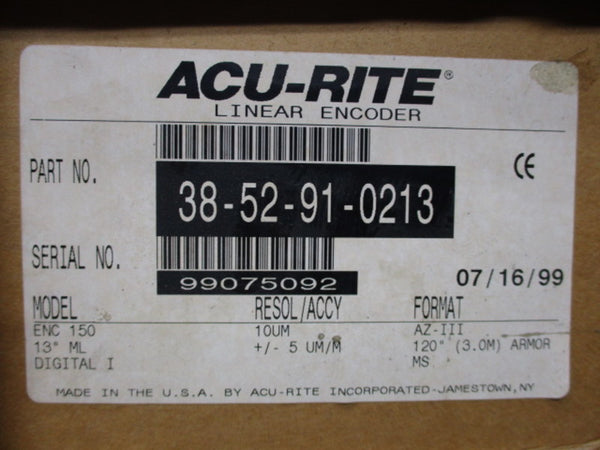 ACU-RITE®
LINEAR ENCODER
PART NO.
38-52-91-0213
CE
SERIAL NO.
99075092
07/16/99
MODEL RESOL/ACCY FORMAT
ENC 150 10UM AZ-III
13" ML +/- 5 UM/M 120" (3.0M) ARMOR
DIGITAL I MS
MADE IN THE U.S.A. BY ACU-RITE INCORPORATED-JAMESTOWN,NY